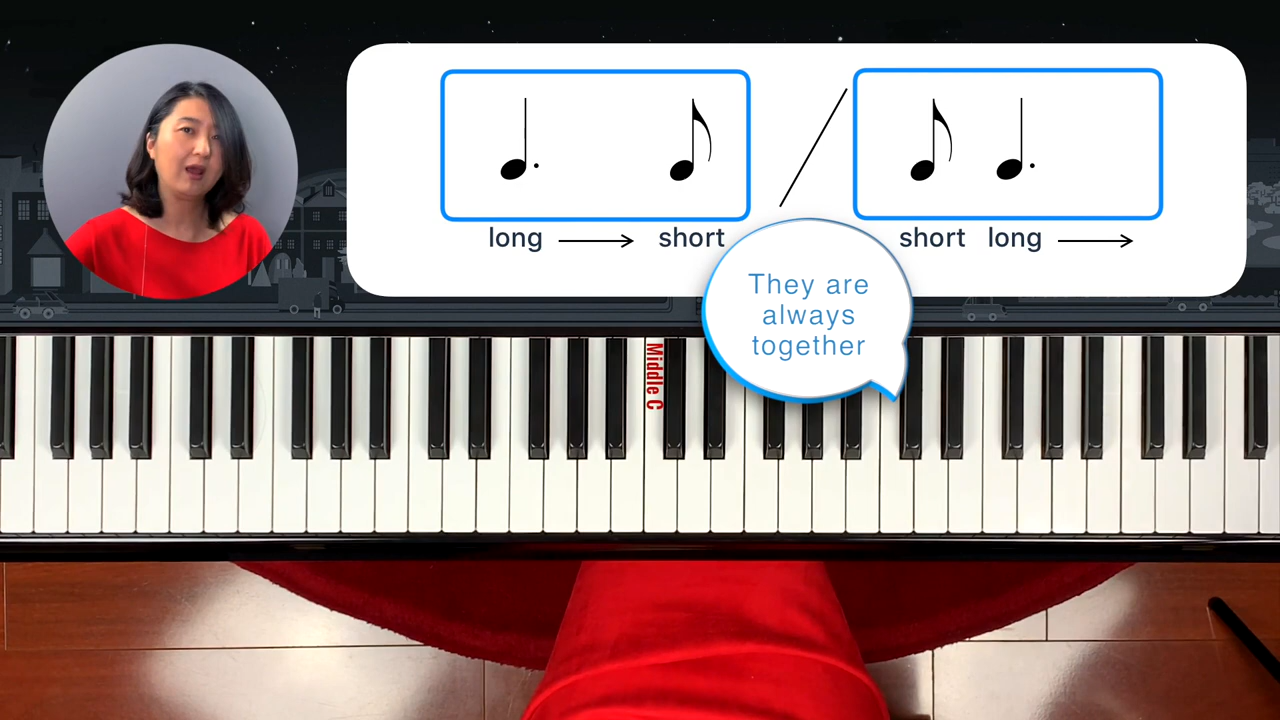 long short short long
They are
always
together
Middle C